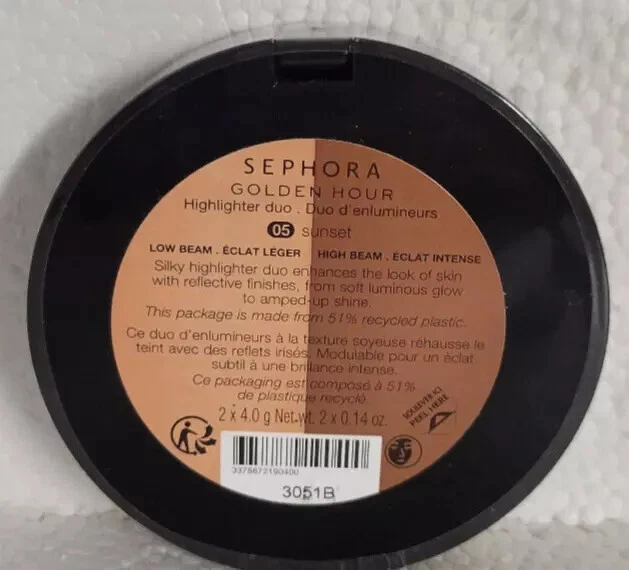 SEPHORA
GOLDEN HOUR
Highlighter duo . Duo d'enlumineurs
05 sunset
LOW BEAM . ÉCLAT LÉGER HIGH BEAM . ÉCLAT INTENSE
Silky highlighter duo enhances the look of skin
with reflective finishes, from soft luminous glow
to amped-up shine.
This package is made from 51% recycled plastic.
Ce duo d'enlumineurs à la texture soyeuse réhausse le
teint avec des reflets irisés. Modulable pour un éclat
subtil à une brillance intense.
Ce packaging est composé à 51%
de plastique recyclé.
2 x 4.0 g Net.wt. 2 x 0.14 oz.
SOULEVER ICI
PEEL HERE
3378872190400
3051B